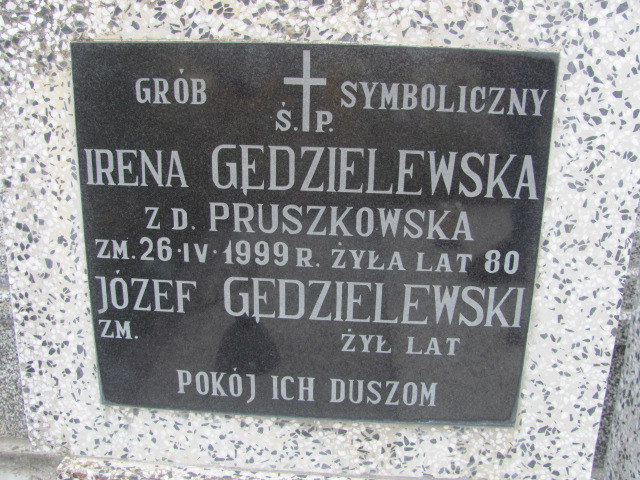 GRÓB SYMBOLICZNY
Ś.P.
IRENA GĘDZIELEWSKA
Z D. PRUSZKOWSKA
ZM. 26·IV·1999 R. ŻYŁA LAT 80
JÓZEF GĘDZIELEWSKI
ZM. ŻYŁ LAT
POKÓJ ICH DUSZOM